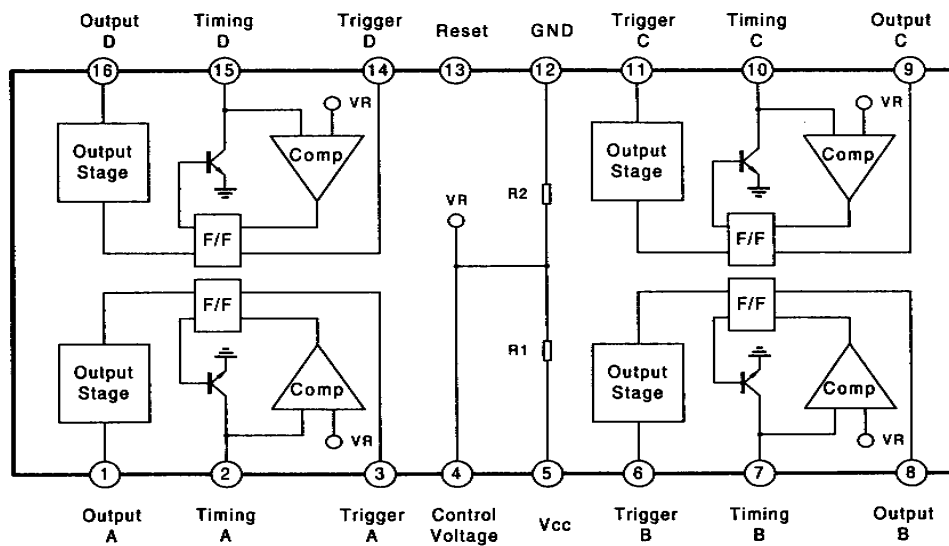 Output Timing Trigger Reset GND Trigger Timing Output
D D D C C C
16 15 14 13 12 11 10 9
VR VR
Output
Stage
Comp
Output
Stage
Comp
R2
VR
F/F F/F
F/F F/F
R1
Output
Stage
Comp
Output
Stage
Comp
VR VR
1 2 3 4 5 6 7 8
Output Timing Trigger Control Vcc Trigger Timing Output
A A A Voltage B B B